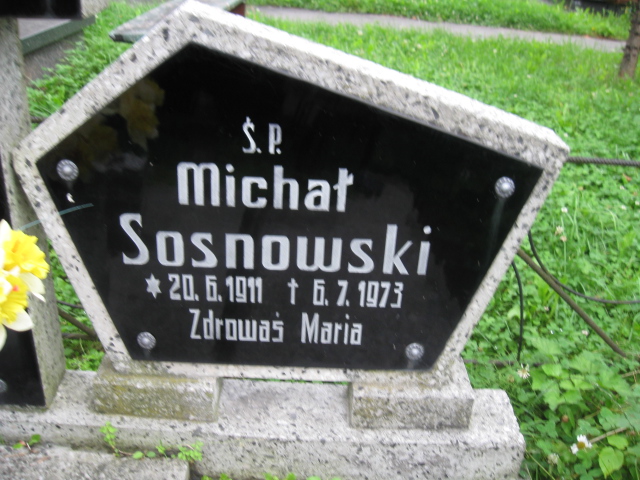 Ś. P.
Michał
Sosnowski
* 20. 6. 1911 † 6. 7. 1973
Zdrowaś Maria